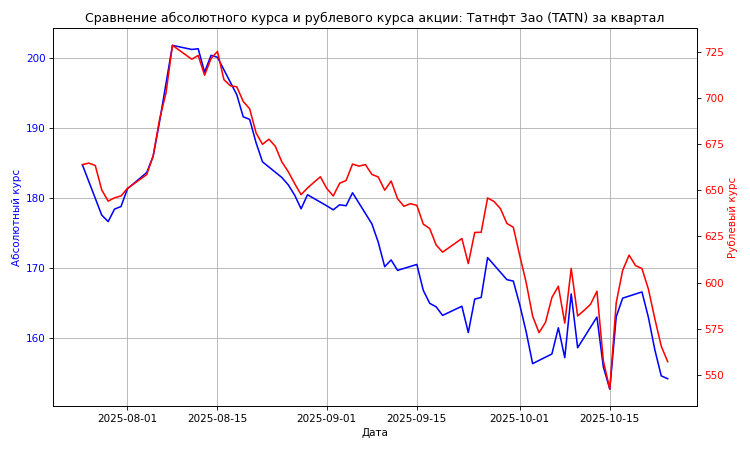 Сравнение абсолютного курса и рублевого курса акции: Татнфт 3ао (TATN) за квартал
200
190
180
170
160
Абсолютный курс
725
700
675
650
625
600
575
550
Рублевый курс
2025-08-01 2025-08-15 2025-09-01 2025-09-15 2025-10-01 2025-10-15
Дата